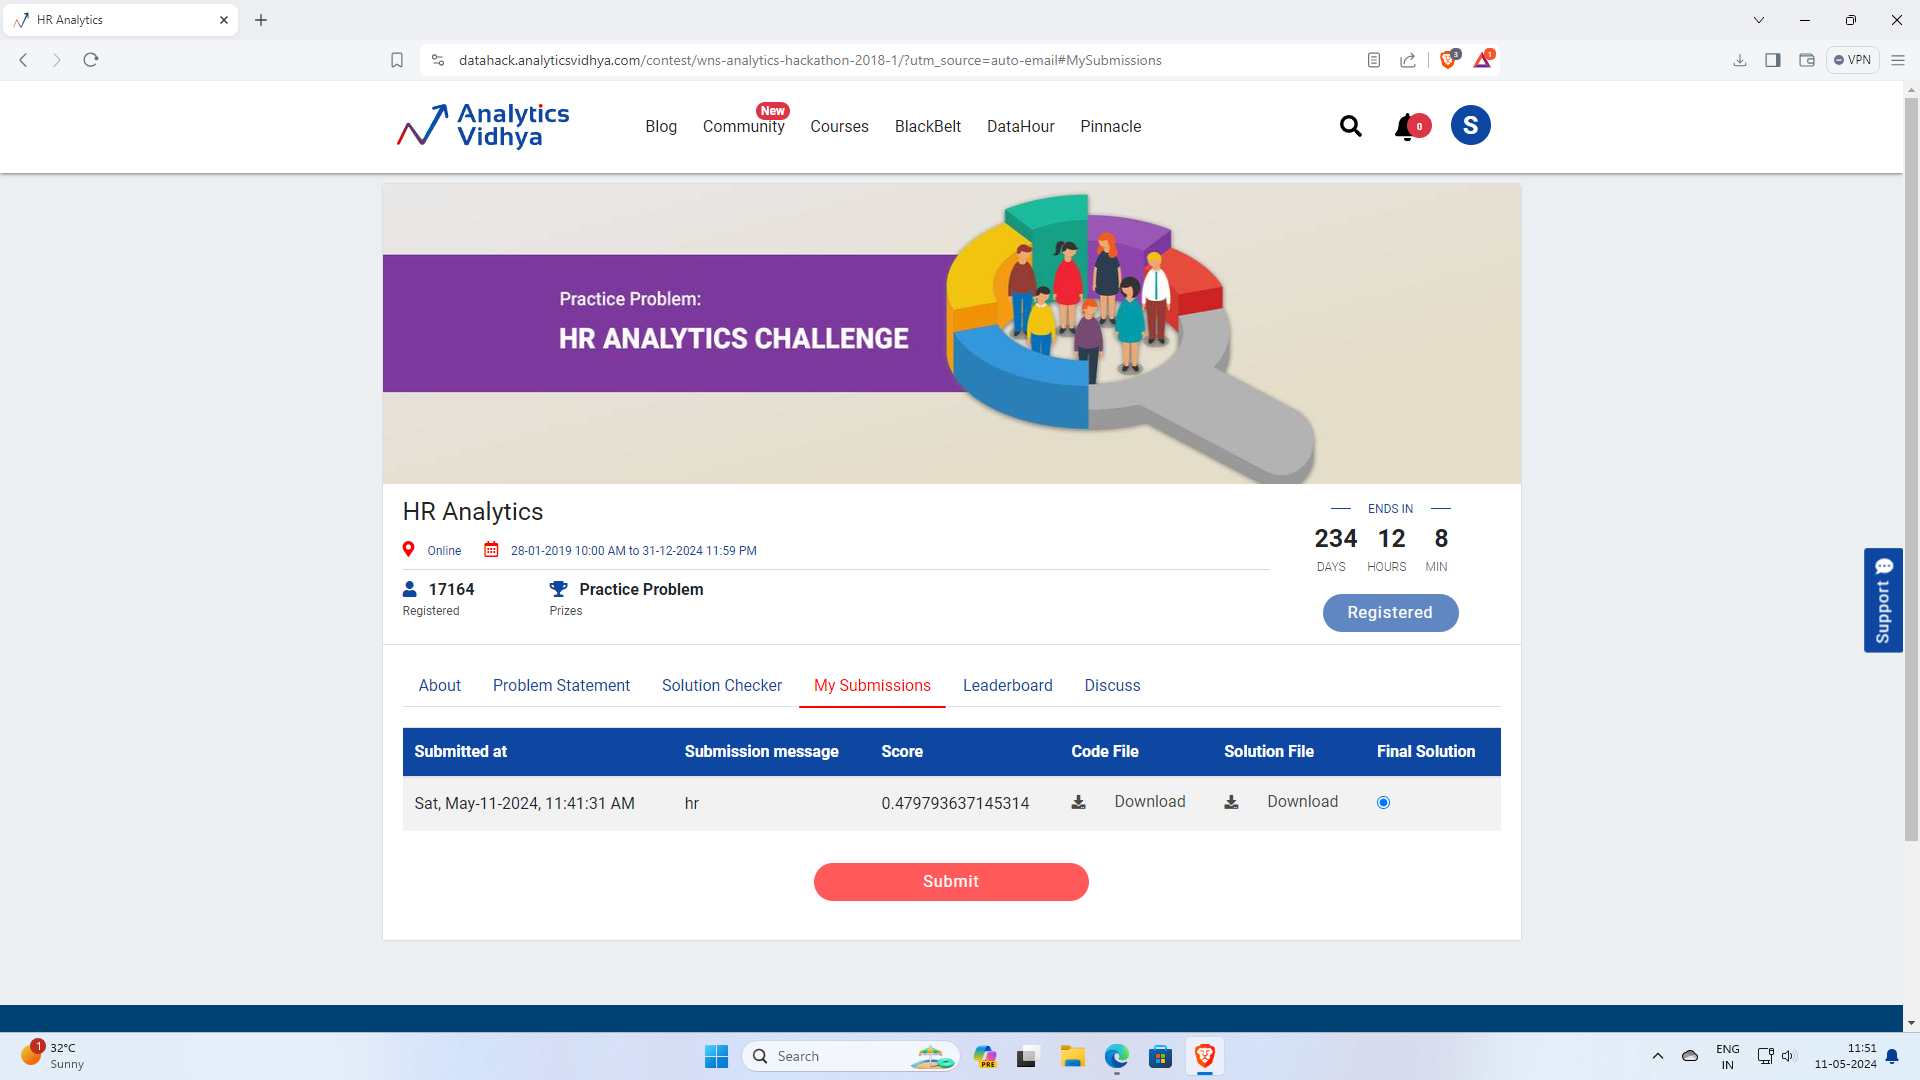 HR Analytics
datahack.analyticsvidhya.com/contest/wns-analytics-hackathon-2018-1/?utm_source=auto-email#MySubmissions
3
1
VPN
Analytics
Vidhya
Blog
New
Community
Courses
BlackBelt
DataHour
Pinnacle
0
S
Practice Problem:
HR ANALYTICS CHALLENGE
HR Analytics
Online
28-01-2019 10:00 AM to 31-12-2024 11:59 PM
17164
Registered
Practice Problem
Prizes
ENDS IN
234 12 8
DAYS HOURS MIN
Registered
Support
About Problem Statement Solution Checker My Submissions Leaderboard Discuss
Submitted at Submission message Score Code File Solution File Final Solution
Sat, May-11-2024, 11:41:31 AM hr 0.479793637145314 Download Download
Submit
1
32°C
Sunny
Search
PRE
ENG
IN
11:51
11-05-2024